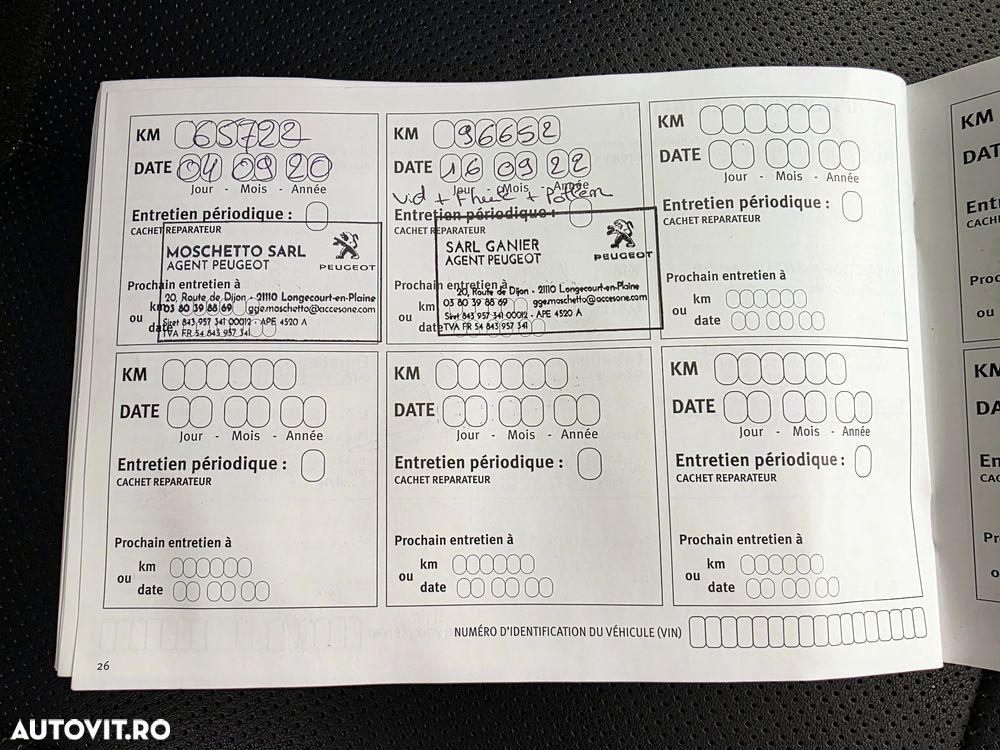 KM 65722
DATE 04 09 20
Jour - Mois - Année
Entretien périodique :
CACHET REPARATEUR
MOSCHETTO SARL
AGENT PEUGEOT
PEUGEOT
Prochain entretien à
20, Route de Dijon - 21110 Longecourt-en-Plaine
km
03 80 39 88 69 gge.moschetto@accesone.com
ou
Siret 843 957 341 00012 - APE 4520 A
date
TVA FR 54 843 957 341
KM 96652
DATE 16 09 22
Jour - Mois - Année
Vid + Fheile + Pollen
Entretien périodique :
CACHET REPARATEUR
SARL GANIER
AGENT PEUGEOT
PEUGEOT
Prochain entretien à
20, Route de Dijon - 21110 Longecourt-en-Plaine
km
03 80 39 88 69 gge.moschetto@accesone.com
ou
Siret 843 957 341 00012 - APE 4520 A
date
TVA FR 54 843 957 341
KM
DATE
Jour - Mois - Année
Entretien périodique :
CACHET REPARATEUR
Prochain entretien à
km
ou
date
KM
DATE
Jour - Mois - Année
Entretien périodique :
CACHET REPARATEUR
Prochain entretien à
km
ou
date
KM
DATE
Jour - Mois - Année
Entretien périodique :
CACHET REPARATEUR
Prochain entretien à
km
ou
date
KM
DATE
Jour - Mois - Année
Entretien périodique :
CACHET REPARATEUR
Prochain entretien à
km
ou
date
NUMÉRO D'IDENTIFICATION DU VÉHICULE (VIN)
26
KM
KM
AUTOVIT.RO